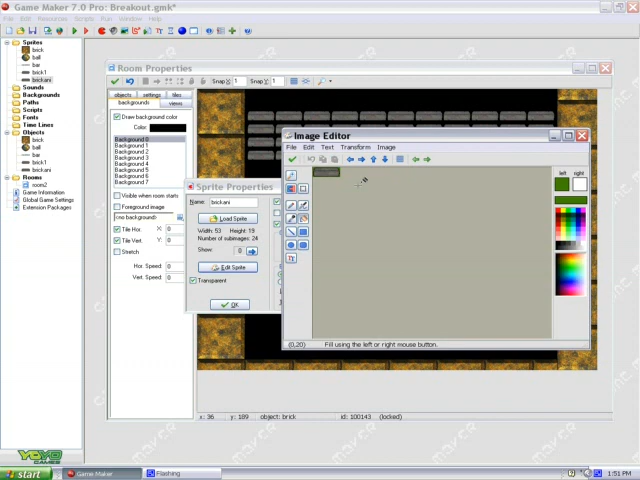 Game Maker 7.0 Pro: Breakout.gmk*
File Edit Resources Scripts Run Window Help
Sprites
brick
ball
bar
brick1
brickani
Sounds
Backgrounds
Paths
Scripts
Fonts
Time Lines
Objects
brick
ball
bar
brick1
brickani
Rooms
room2
Game Information
Global Game Settings
Extension Packages
YOYO
GAMES
Room Properties
Snap X: 1 Snap Y: 1
objects settings tiles
backgrounds views
Draw background color
Color:
Background 0
Background 1
Background 2
Background 3
Background 4
Background 5
Background 6
Background 7
Visible when room starts
Foreground image
<no background>
Tile Hor. X: 0
Tile Vert. Y: 0
Stretch
Hor. Speed: 0
Vert. Speed: 0
x: 36 y: 189 object: brick id: 100143 (locked)
Sprite Properties
Name: brickani
Load Sprite
Width: 53 Height: 19
Number of subimages: 24
Show: 0
Edit Sprite
Transparent
OK
Image Editor
File Edit Text Transform Image
left right
(0,20) Fill using the left or right mouse button.
start
Game Maker
Flashing
1:51 PM